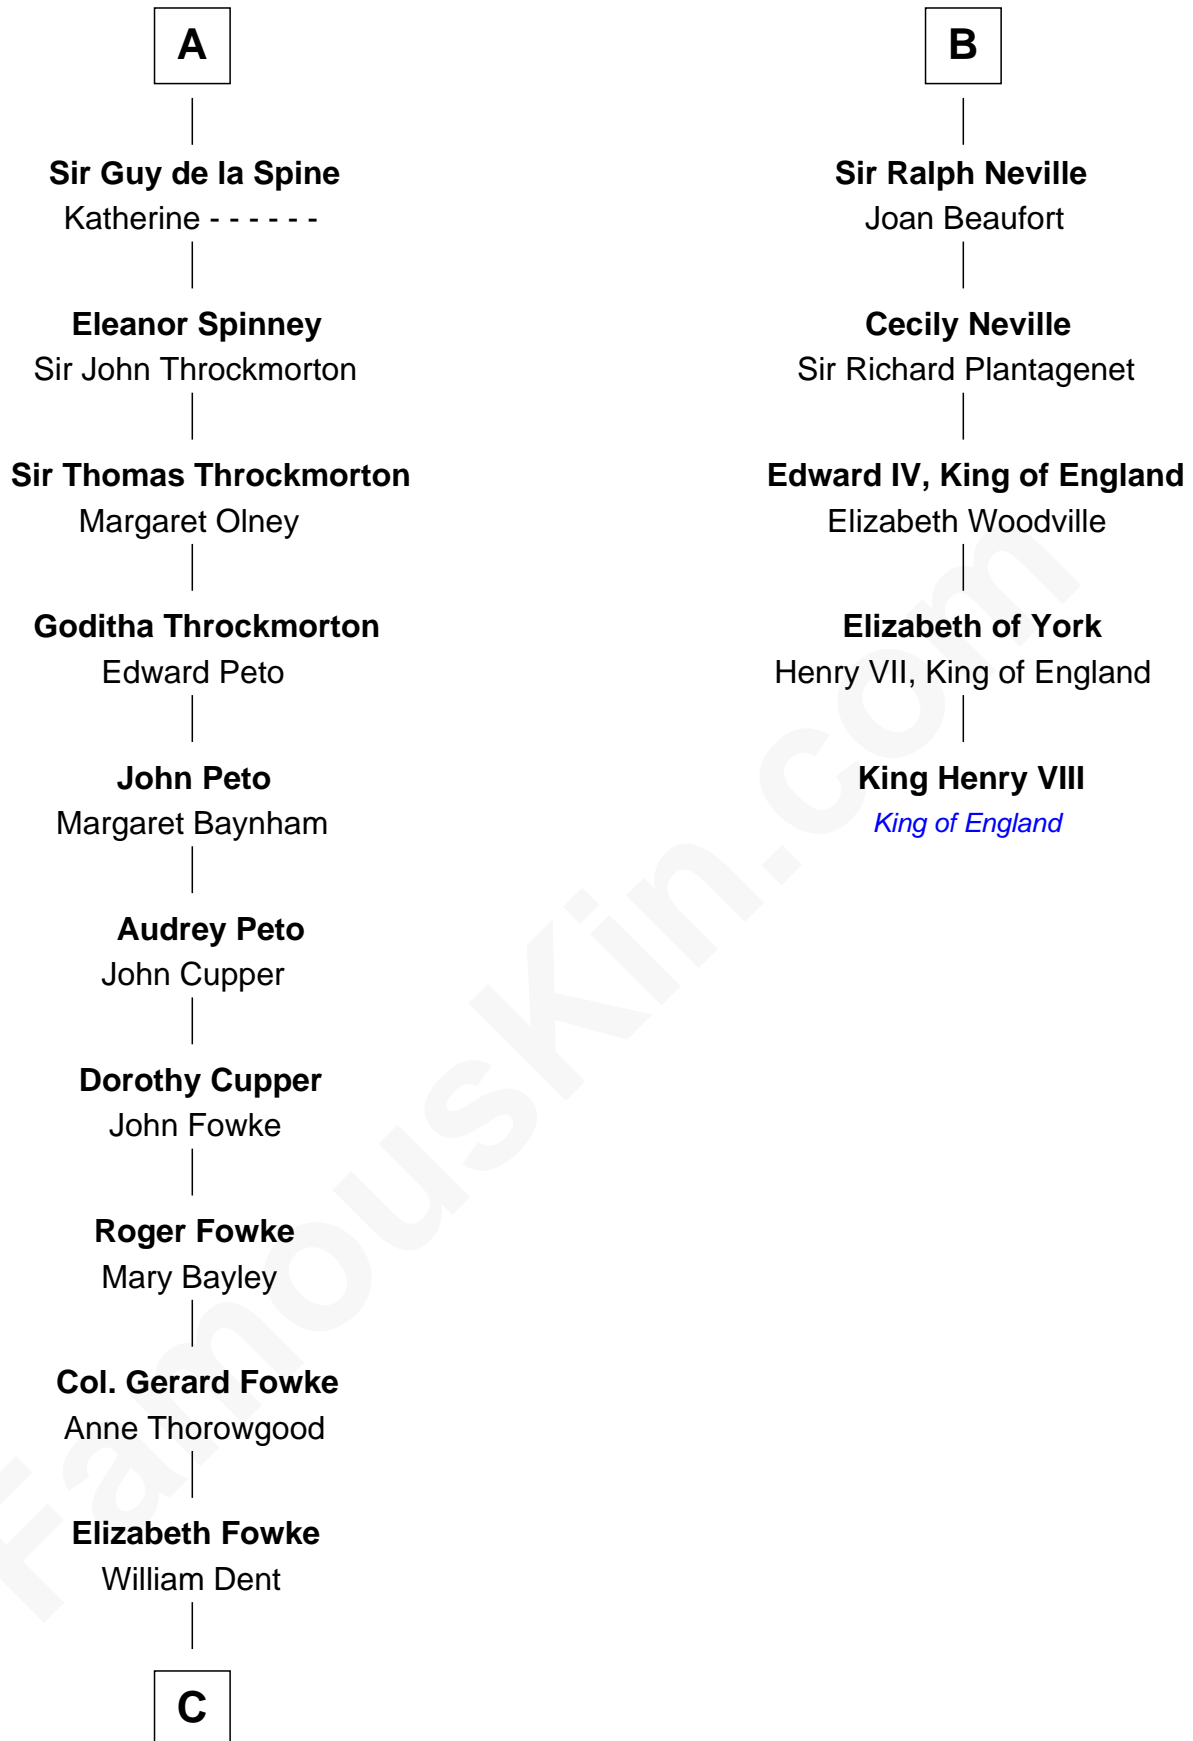 A
Sir Guy de la Spine
Katherine - - - - - -
Eleanor Spinney
Sir John Throckmorton
Sir Thomas Throckmorton
Margaret Olney
Goditha Throckmorton
Edward Peto
John Peto
Margaret Baynham
Audrey Peto
John Cupper
Dorothy Cupper
John Fowke
Roger Fowke
Mary Bayley
Col. Gerard Fowke
Anne Thorowgood
Elizabeth Fowke
William Dent
C
B
Sir Ralph Neville
Joan Beaufort
Cecily Neville
Sir Richard Plantagenet
Edward IV, King of England
Elizabeth Woodville
Elizabeth of York
Henry VII, King of England
King Henry VIII
King of England
FamousKin.com